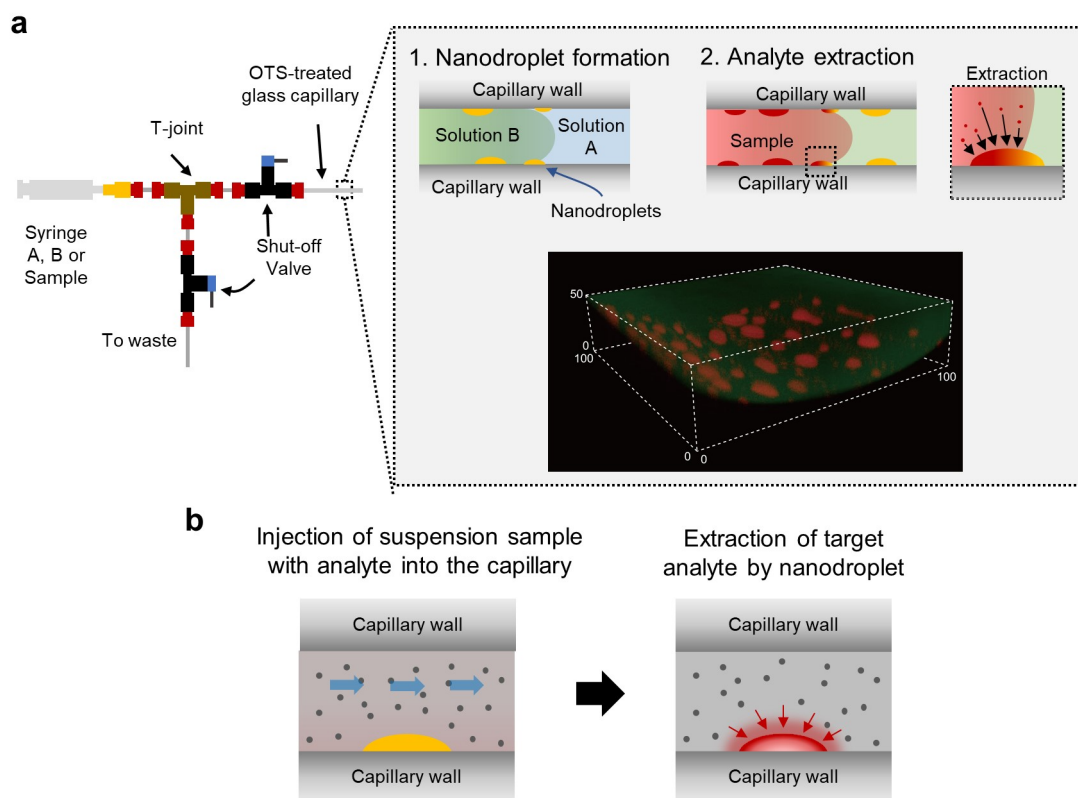 a
OTS-treated
glass capillary
T-joint
Syringe
A, B or
Sample
Shut-off
Valve
To waste
1. Nanodroplet formation
Capillary wall
Solution B
Solution
A
Capillary wall
Nanodroplets
2. Analyte extraction
Capillary wall
Sample
Capillary wall
Extraction
50
0
100
100
0
0
b
Injection of suspension sample
with analyte into the capillary
Capillary wall
Capillary wall
Extraction of target
analyte by nanodroplet
Capillary wall
Capillary wall